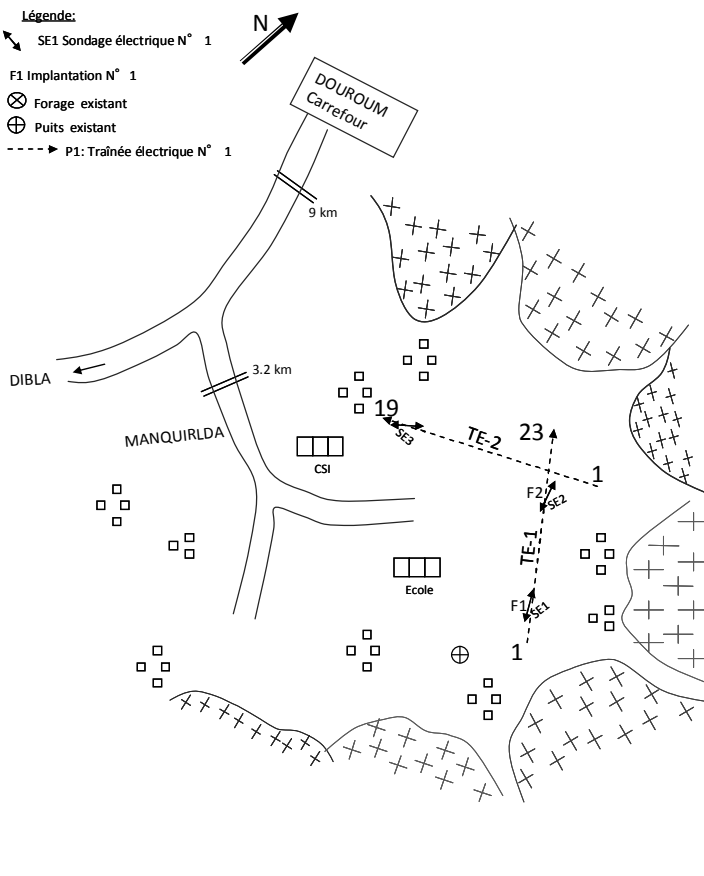 Légende:
SE1 Sondage électrique N° 1
F1 Implantation N° 1
Forage existant
Puits existant
P1: Traînée électrique N° 1
N
DOUROUM
Carrefour
9 km
3.2 km
DIBLA
MANQUIRLDA
CSI
19
SE3
TE-2
23
1
F2
SE2
TE-1
Ecole
F1
SE1
1